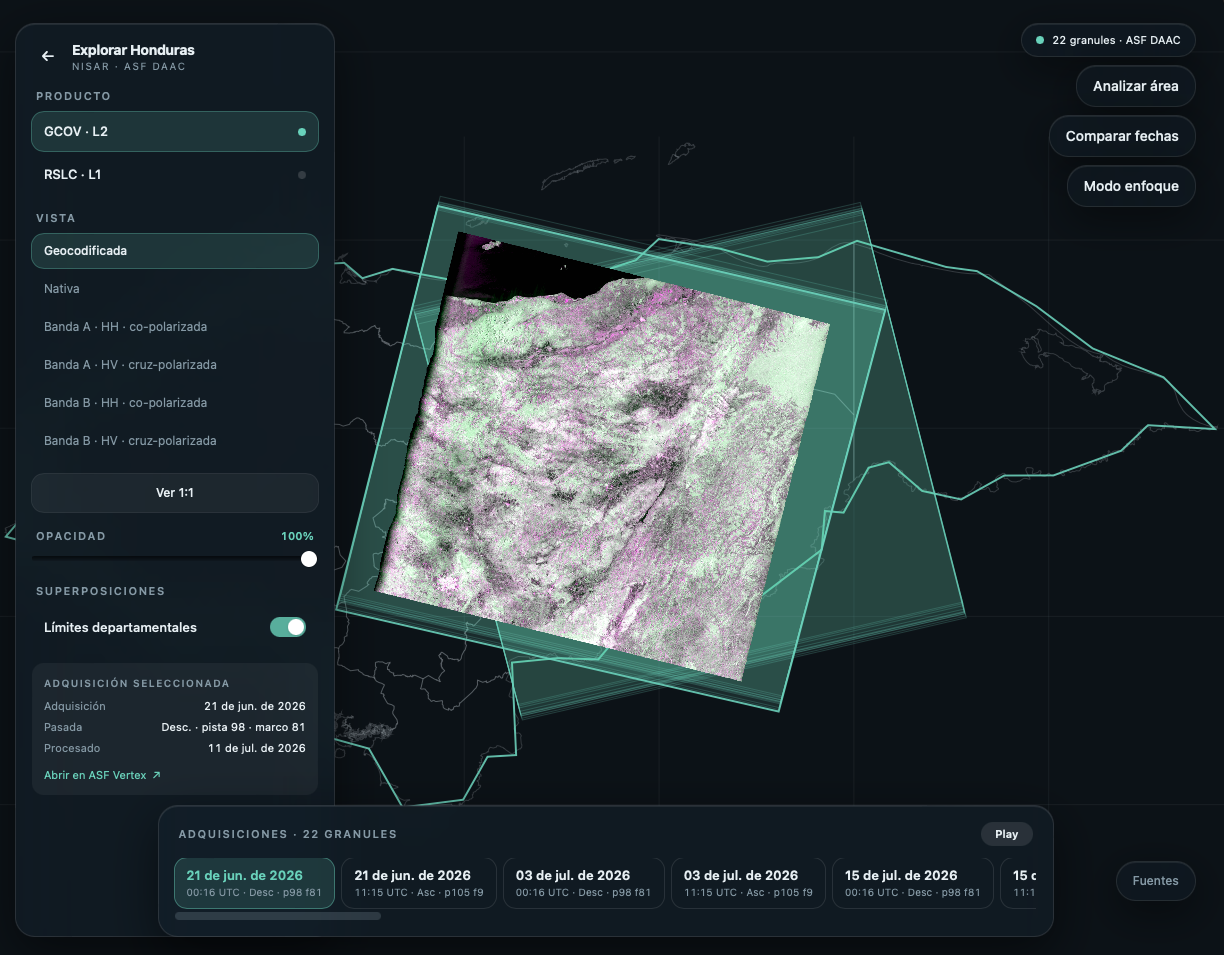 Explorar Honduras
NISAR · ASF DAAC
PRODUCTO
GCOV · L2
RSLC · L1
VISTA
Geocodificada
Nativa
Banda A · HH · co-polarizada
Banda A · HV · cruz-polarizada
Banda B · HH · co-polarizada
Banda B · HV · cruz-polarizada
Ver 1:1
OPACIDAD 100%
SUPERPOSICIONES
Límites departamentales
ADQUISICIÓN SELECCIONADA
Adquisición 21 de jun. de 2026
Pasada Desc. · pista 98 · marco 81
Procesado 11 de jul. de 2026
Abrir en ASF Vertex ↗
22 granules · ASF DAAC
Analizar área
Comparar fechas
Modo enfoque
ADQUISICIONES · 22 GRANULES
Play
21 de jun. de 2026
00:16 UTC · Desc · p98 f81
21 de jun. de 2026
11:15 UTC · Asc · p105 f9
03 de jul. de 2026
00:16 UTC · Desc · p98 f81
03 de jul. de 2026
11:15 UTC · Asc · p105 f9
15 de jul. de 2026
00:16 UTC · Desc · p98 f81
15
11:1
Fuentes